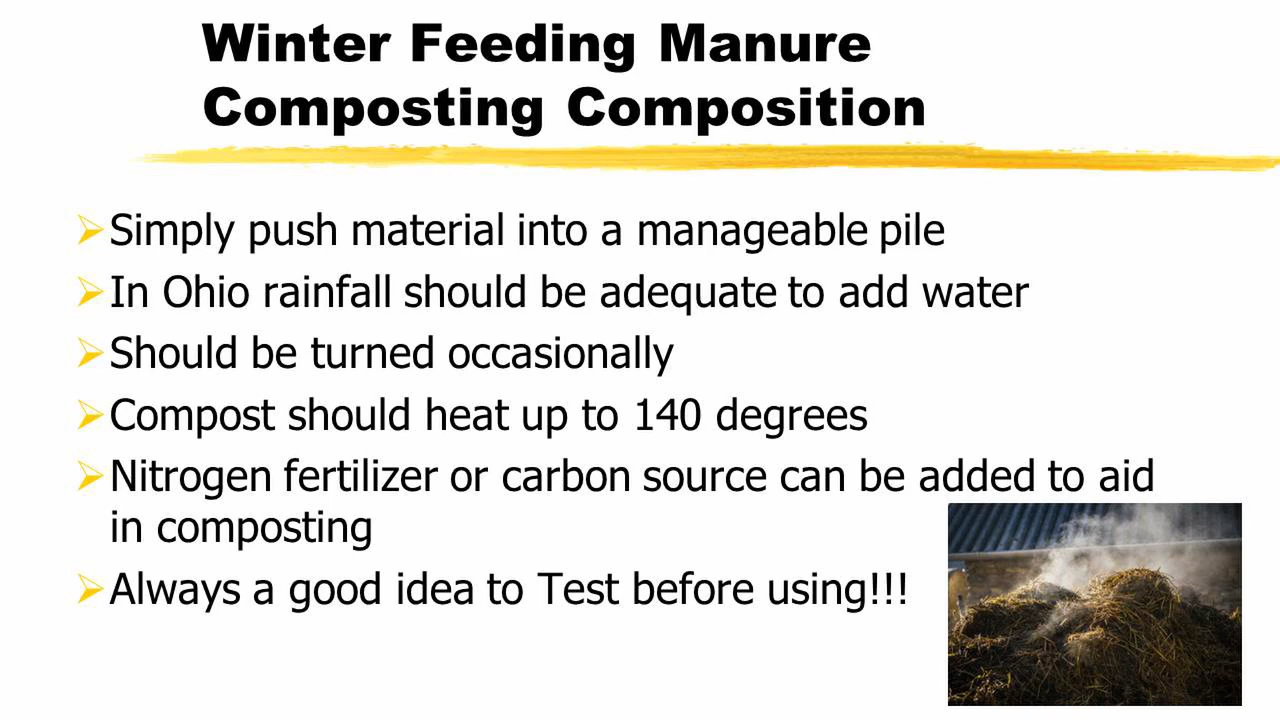 Winter Feeding Manure
Composting Composition
Simply push material into a manageable pile
In Ohio rainfall should be adequate to add water
Should be turned occasionally
Compost should heat up to 140 degrees
Nitrogen fertilizer or carbon source can be added to aid
in composting
Always a good idea to Test before using!!!